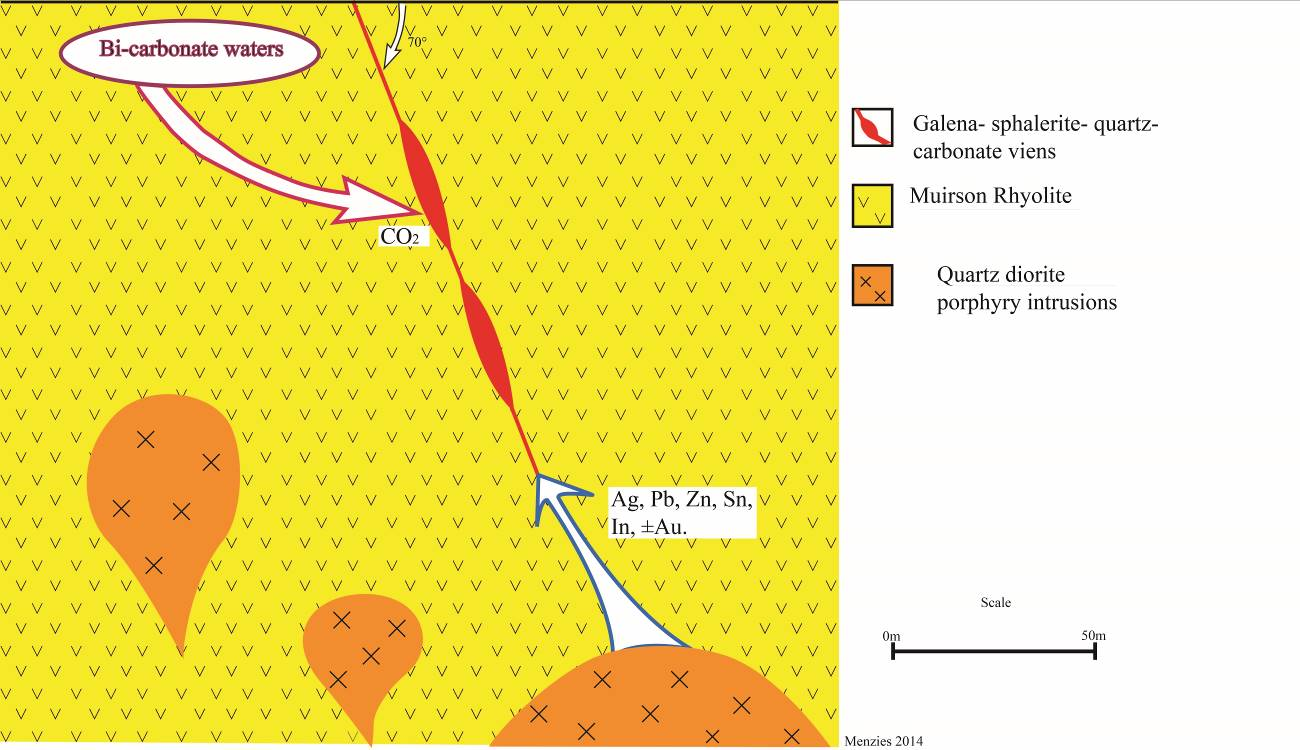 Bi-carbonate waters
70°
CO₂
Ag, Pb, Zn, Sn,
In, ±Au.
Galena- sphalerite- quartz-
carbonate viens
Muirson Rhyolite
Quartz diorite
porphyry intrusions
Scale
0m 50m
Menzies 2014